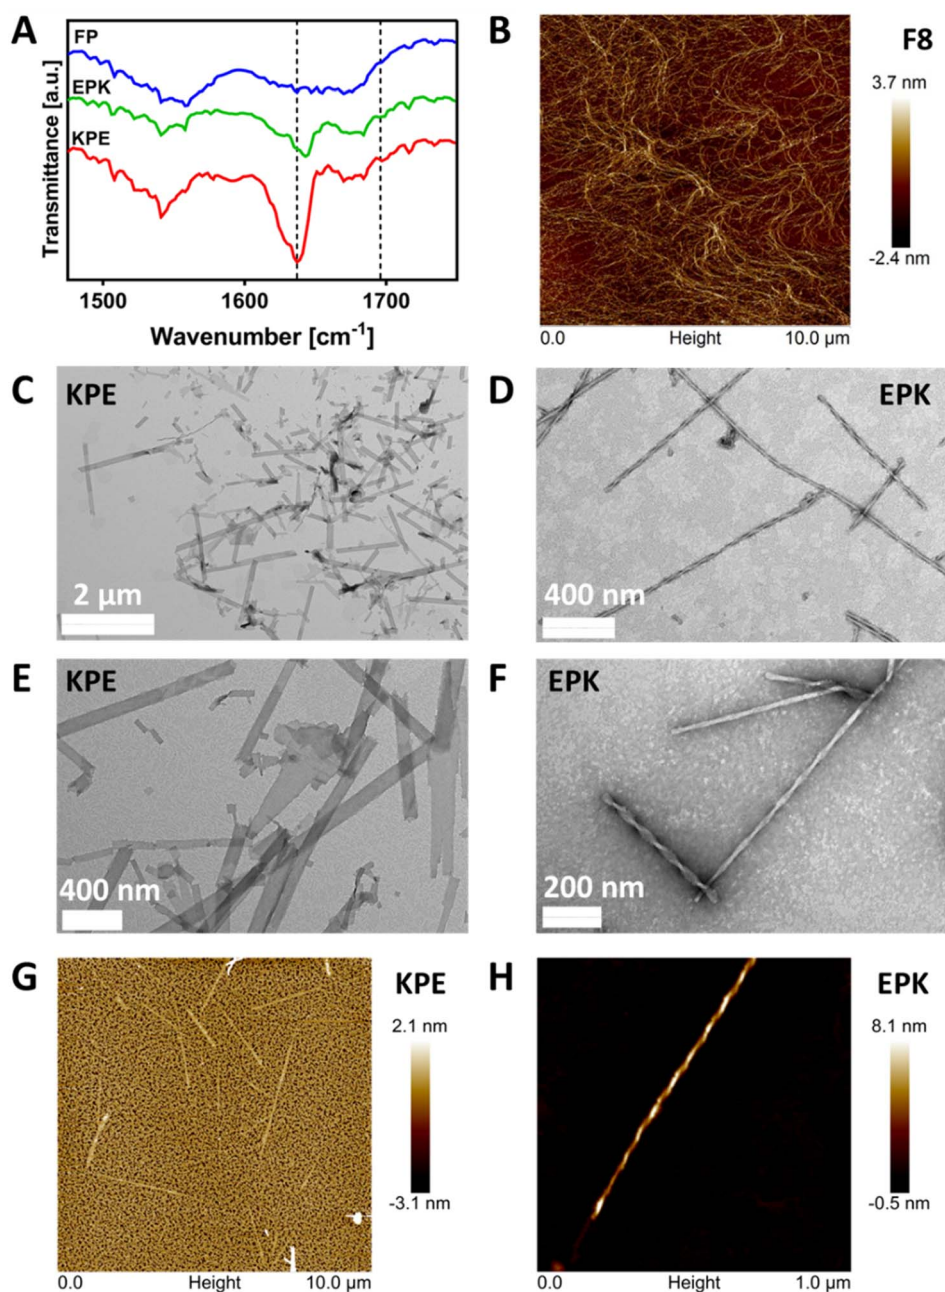 A
FP
EPK
KPE
Transmittance [a.u.]
1500 1600 1700
Wavenumber [cm-1]
B F8
3.7 nm
-2.4 nm
0.0 Height 10.0 µm
C KPE
2 µm
D EPK
400 nm
E KPE
400 nm
F EPK
200 nm
G KPE
2.1 nm
-3.1 nm
0.0 Height 10.0 µm
H EPK
8.1 nm
-0.5 nm
0.0 Height 1.0 µm